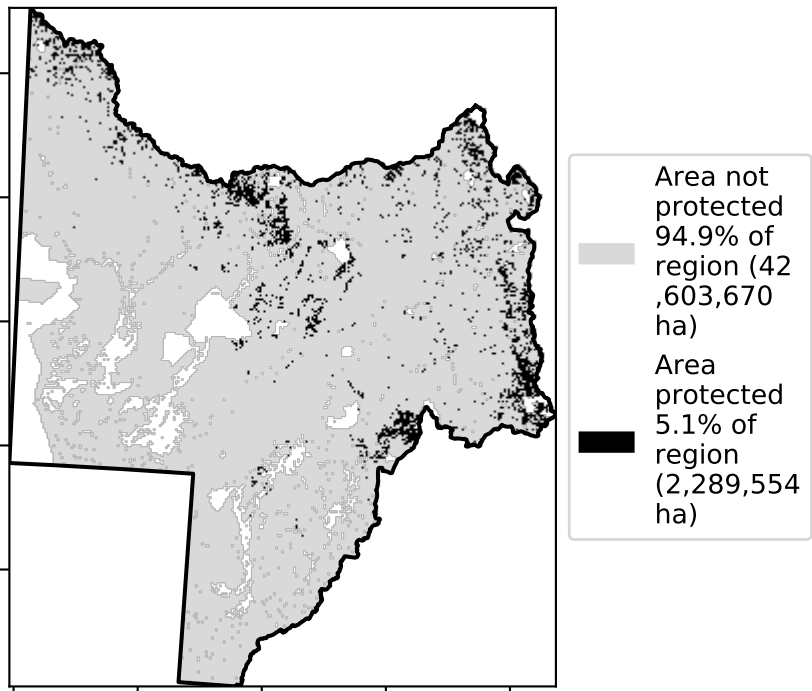 Area not
protected
94.9% of
region (42
,603,670
ha)
Area
protected
5.1% of
region
(2,289,554
ha)